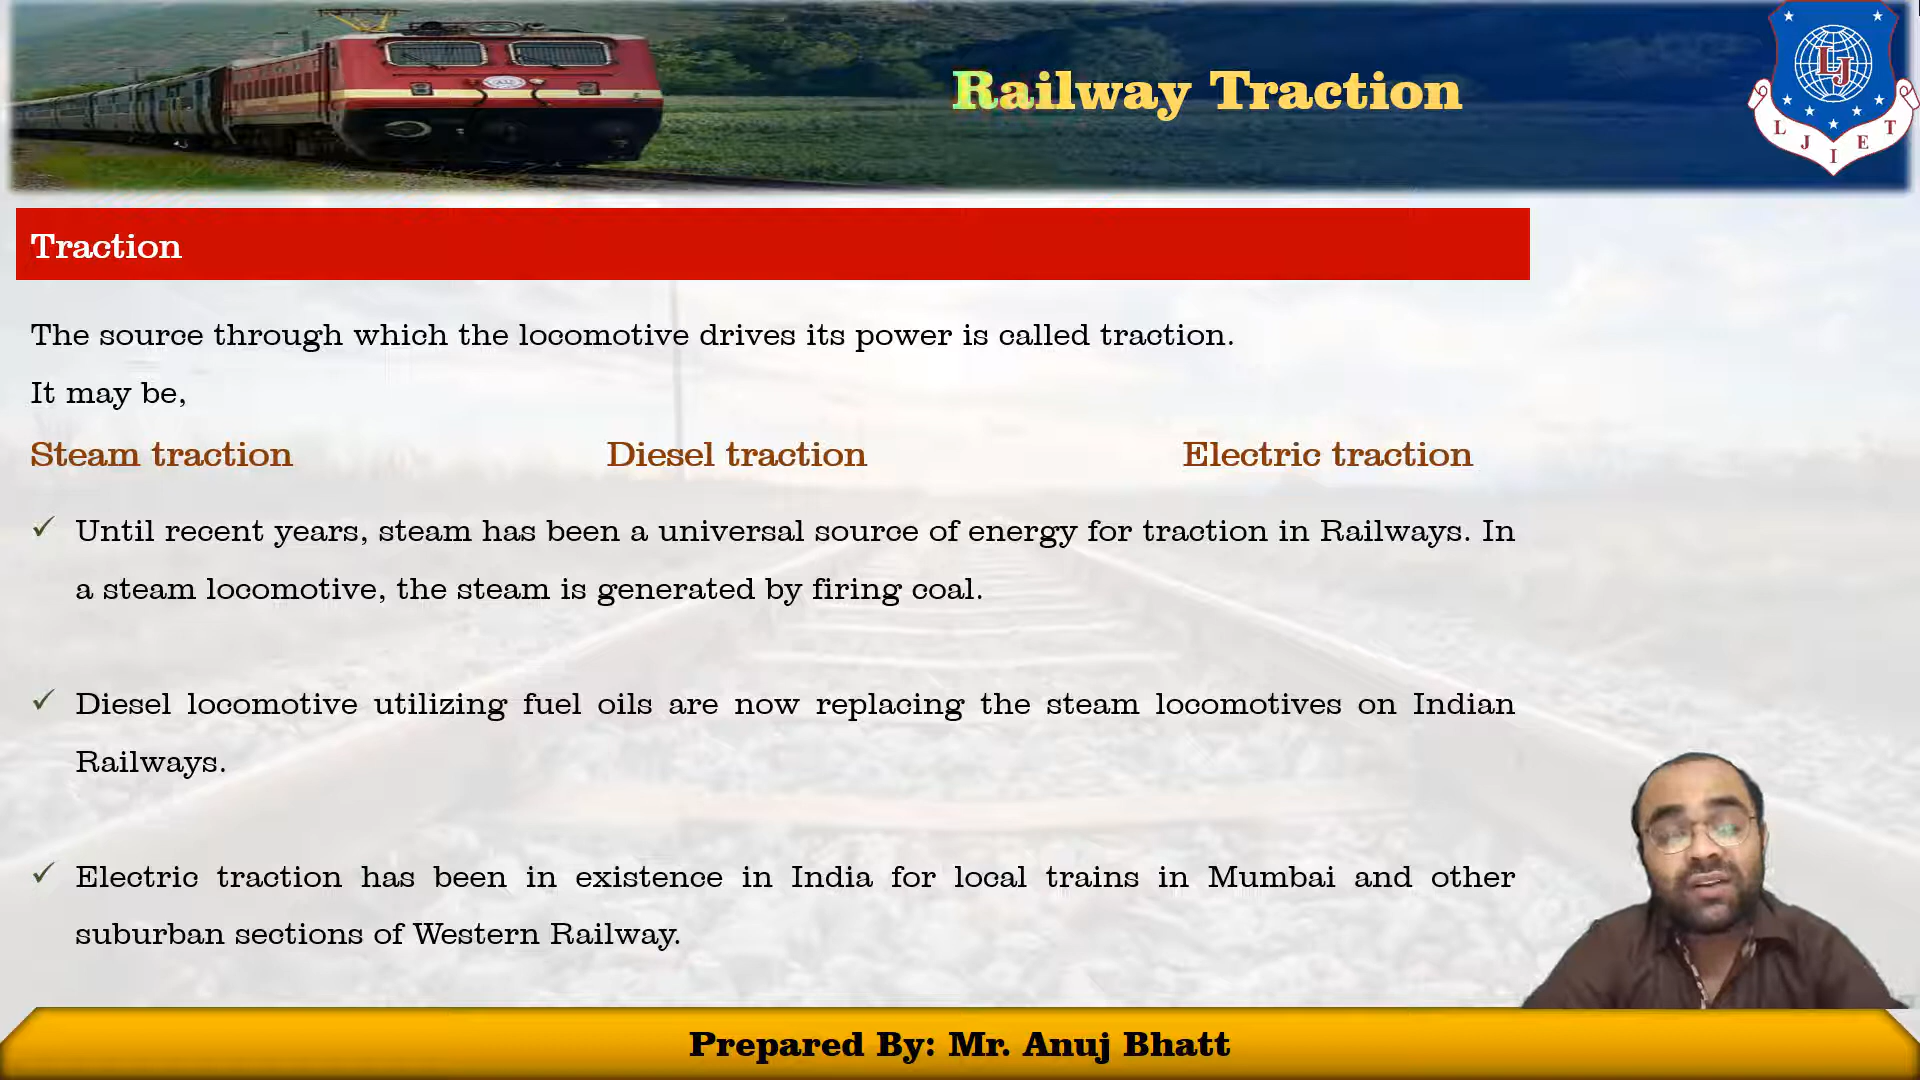 Railway Traction
LJ
L J I E T
Traction
The source through which the locomotive drives its power is called traction.
It may be,
Steam traction Diesel traction Electric traction
✓ Until recent years, steam has been a universal source of energy for traction in Railways. In
a steam locomotive, the steam is generated by firing coal.
✓ Diesel locomotive utilizing fuel oils are now replacing the steam locomotives on Indian
Railways.
✓ Electric traction has been in existence in India for local trains in Mumbai and other
suburban sections of Western Railway.
Prepared By: Mr. Anuj Bhatt